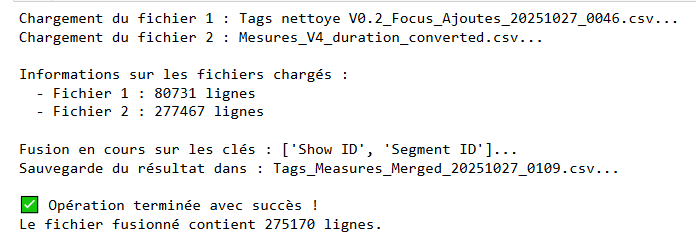 Chargement du fichier 1 : Tags nettoye V0.2_Focus_Ajoutes_20251027_0046.csv...
Chargement du fichier 2 : Mesures_V4_duration_converted.csv...
Informations sur les fichiers chargés :
- Fichier 1 : 80731 lignes
- Fichier 2 : 277467 lignes
Fusion en cours sur les clés : ['Show ID', 'Segment ID']...
Sauvegarde du résultat dans : Tags_Measures_Merged_20251027_0109.csv...
✅ Opération terminée avec succès !
Le fichier fusionné contient 275170 lignes.